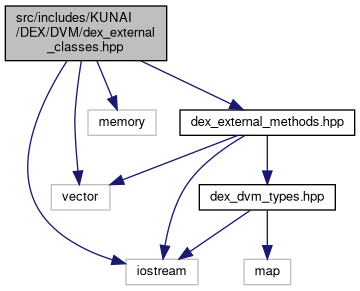 src/includes/KUNAI
/DEX/DVM/dex_external
_classes.hpp
memory
dex_external_methods.hpp
vector
dex_dvm_types.hpp
iostream
map